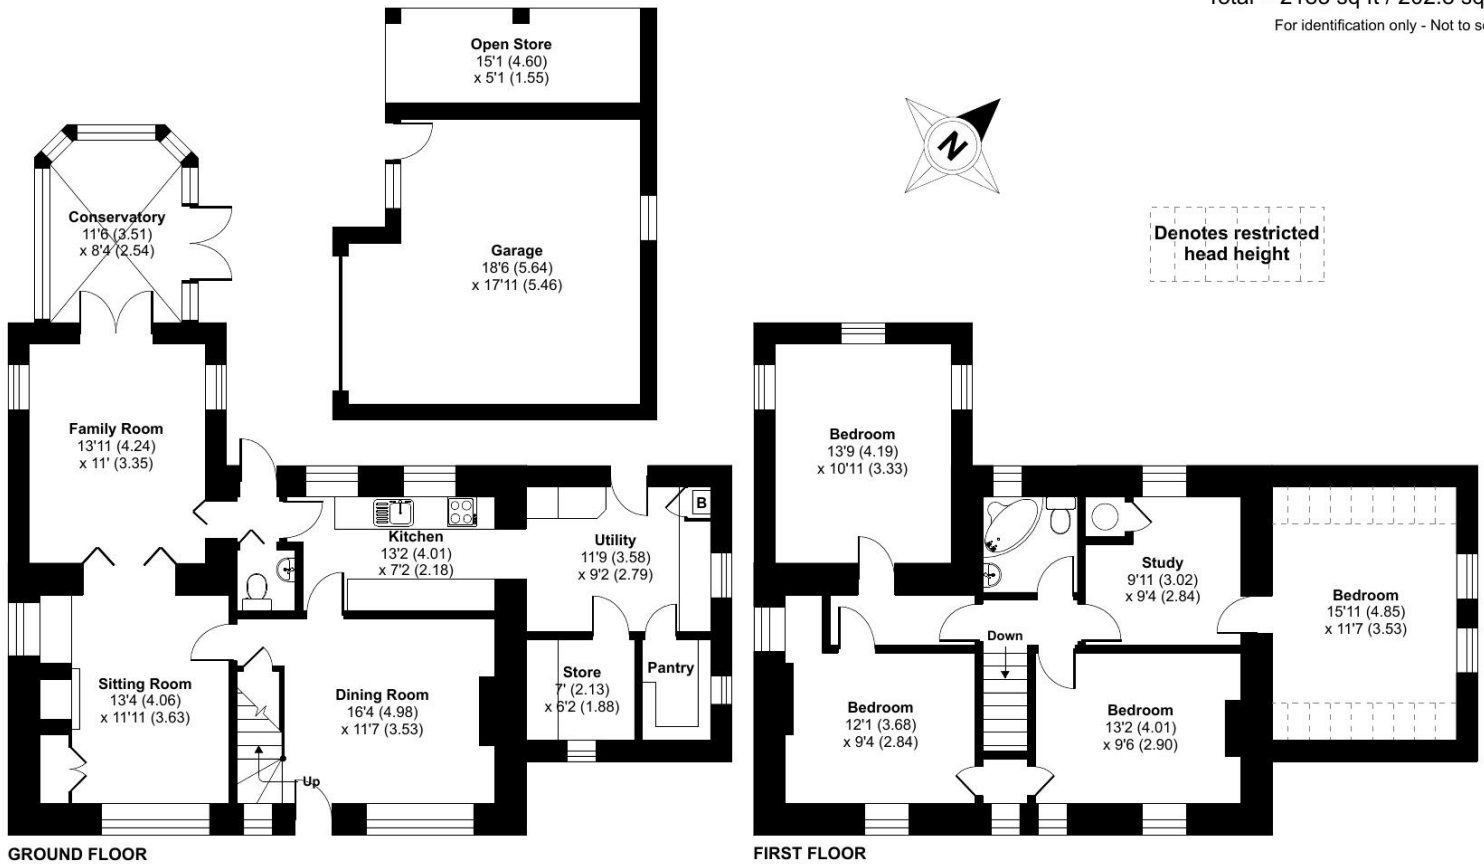 For identification only - Not to
Open Store
15'1 (4.60)
x 5'1 (1.55)
N
Conservatory
11'6 (3.51)
x 8'4 (2.54)
Garage
18'6 (5.64)
x 17'11 (5.46)
Denotes restricted
head height
Family Room
13'11 (4.24)
x 11' (3.35)
Kitchen
13'2 (4.01)
x 7'2 (2.18)
Utility
11'9 (3.58)
x 9'2 (2.79)
B
Sitting Room
13'4 (4.06)
x 11'11 (3.63)
Dining Room
16'4 (4.98)
x 11'7 (3.53)
Store
7' (2.13)
x 6'2 (1.88)
Pantry
Up
GROUND FLOOR
Bedroom
13'9 (4.19)
x 10'11 (3.33)
Study
9'11 (3.02)
x 9'4 (2.84)
Bedroom
15'11 (4.85)
x 11'7 (3.53)
Down
Bedroom
12'1 (3.68)
x 9'4 (2.84)
Bedroom
13'2 (4.01)
x 9'6 (2.90)
FIRST FLOOR